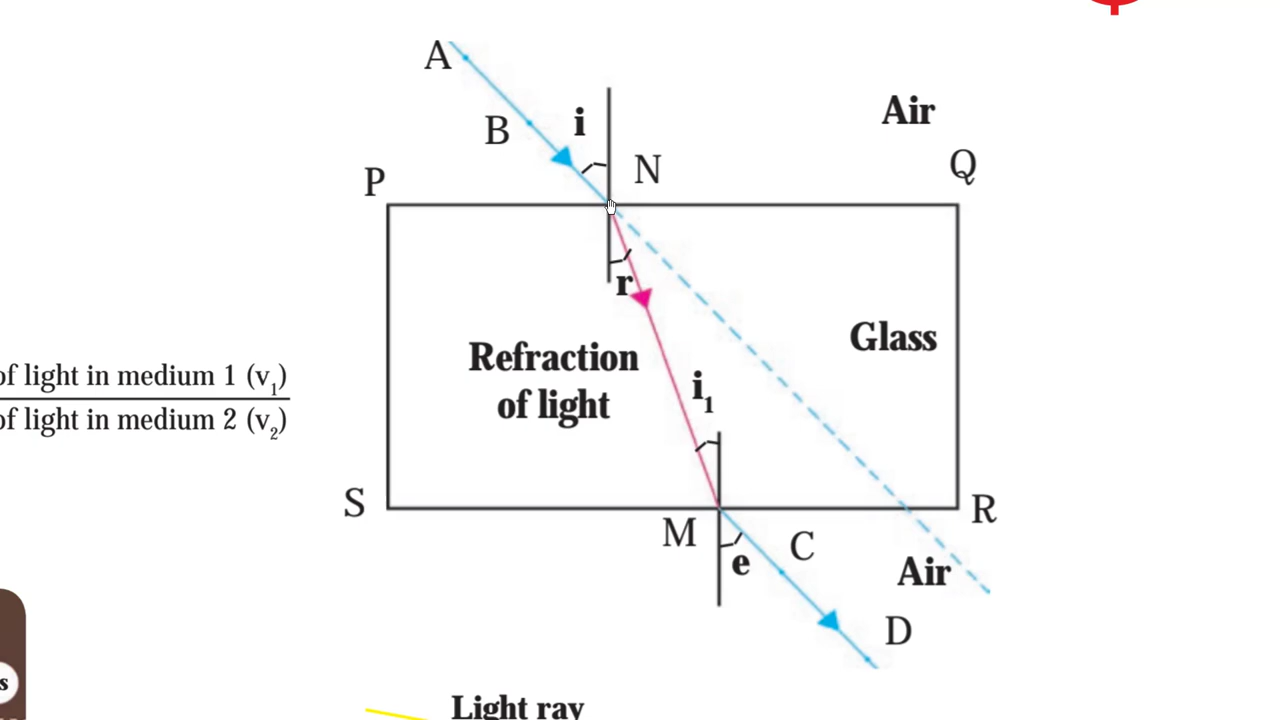 A
B
i
Air
N
Q
P
r
Glass
Refraction
of light
i₁
of light in medium 1 (v₁)
of light in medium 2 (v₂)
S
R
M
C
e
Air
D
s
Light ray